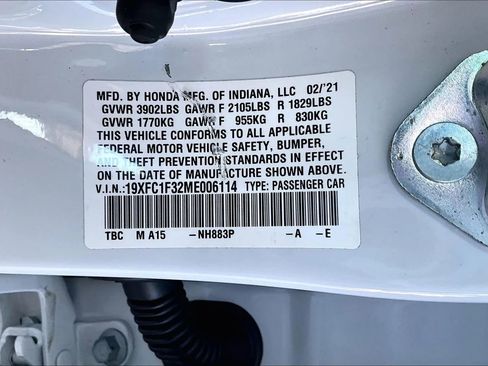 MFD. BY HONDA MFG. OF INDIANA, LLC 02/'21
GVWR 3902LBS GAWR F 2105LBS R 1829LBS
GVWR 1770KG GAWR F 955KG R 830KG
THIS VEHICLE CONFORMS TO ALL APPLICABLE
FEDERAL MOTOR VEHICLE SAFETY, BUMPER,
AND THEFT PREVENTION STANDARDS IN EFFECT
ON THE DATE OF MANUFACTURE SHOWN ABOVE.
V.I.N.:19XFC1F32ME006114 TYPE: PASSENGER CAR
TBC M A15 -NH883P -A -E